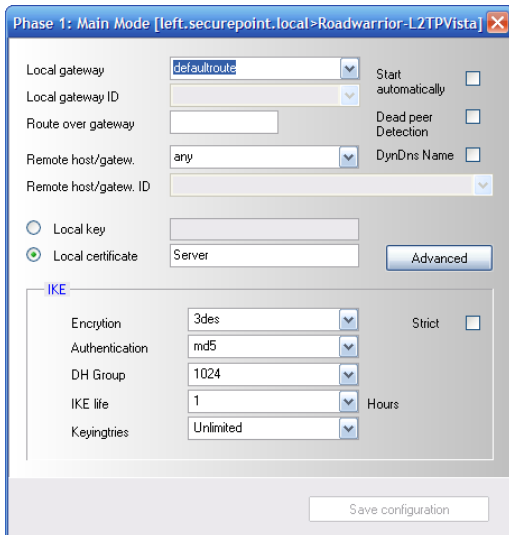 Phase 1: Main Mode [left.securepoint.local>Roadwarrior-L2TPVista]
Local gateway
defaultroute
Start automatically
Local gateway ID
Route over gateway
Dead peer Detection
Remote host/gatew.
any
DynDns Name
Remote host/gatew. ID
Local key
Local certificate
Server
Advanced
IKE
Encrytion
3des
Strict
Authentication
md5
DH Group
1024
IKE life
1
Hours
Keyingtries
Unlimited
Save configuration